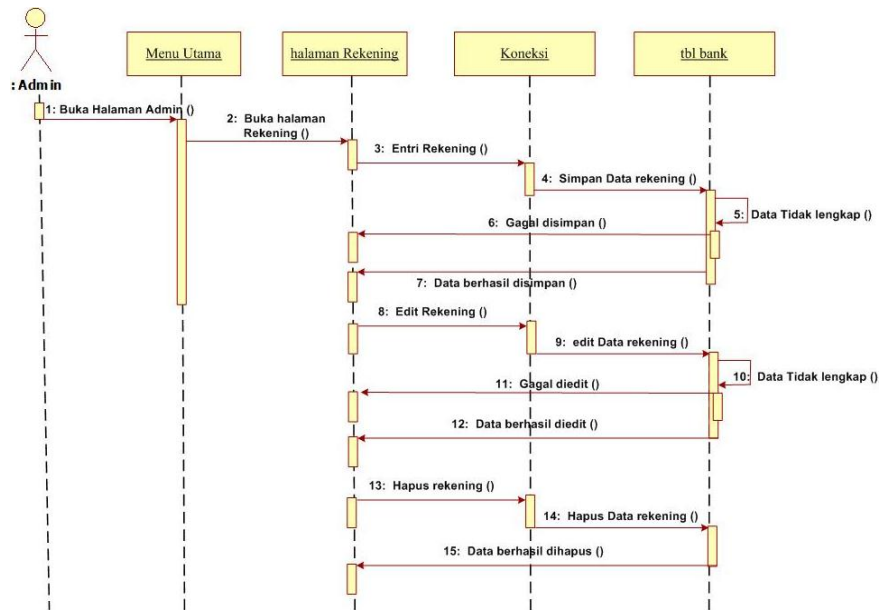 Menu Utama
halaman Rekening
Koneksi
tbl bank
: Admin
1: Buka Halaman Admin ()
2: Buka halaman
Rekening ()
3: Entri Rekening ()
4: Simpan Data rekening ()
5: Data Tidak lengkap ()
6: Gagal disimpan ()
7: Data berhasil disimpan ()
8: Edit Rekening ()
9: edit Data rekening ()
10: Data Tidak lengkap ()
11: Gagal diedit ()
12: Data berhasil diedit ()
13: Hapus rekening ()
14: Hapus Data rekening ()
15: Data berhasil dihapus ()